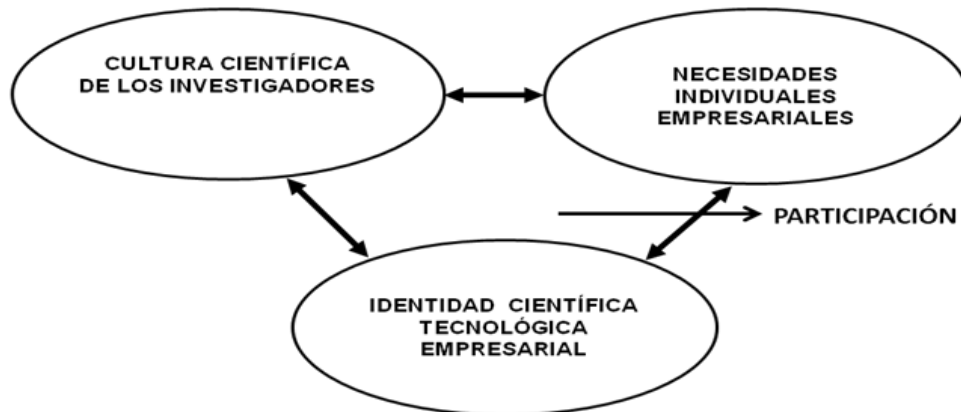 CULTURA CIENTÍFICA
DE LOS INVESTIGADORES
NECESIDADES
INDIVIDUALES
EMPRESARIALES
PARTICIPACIÓN
IDENTIDAD CIENTÍFICA
TECNOLÓGICA
EMPRESARIAL